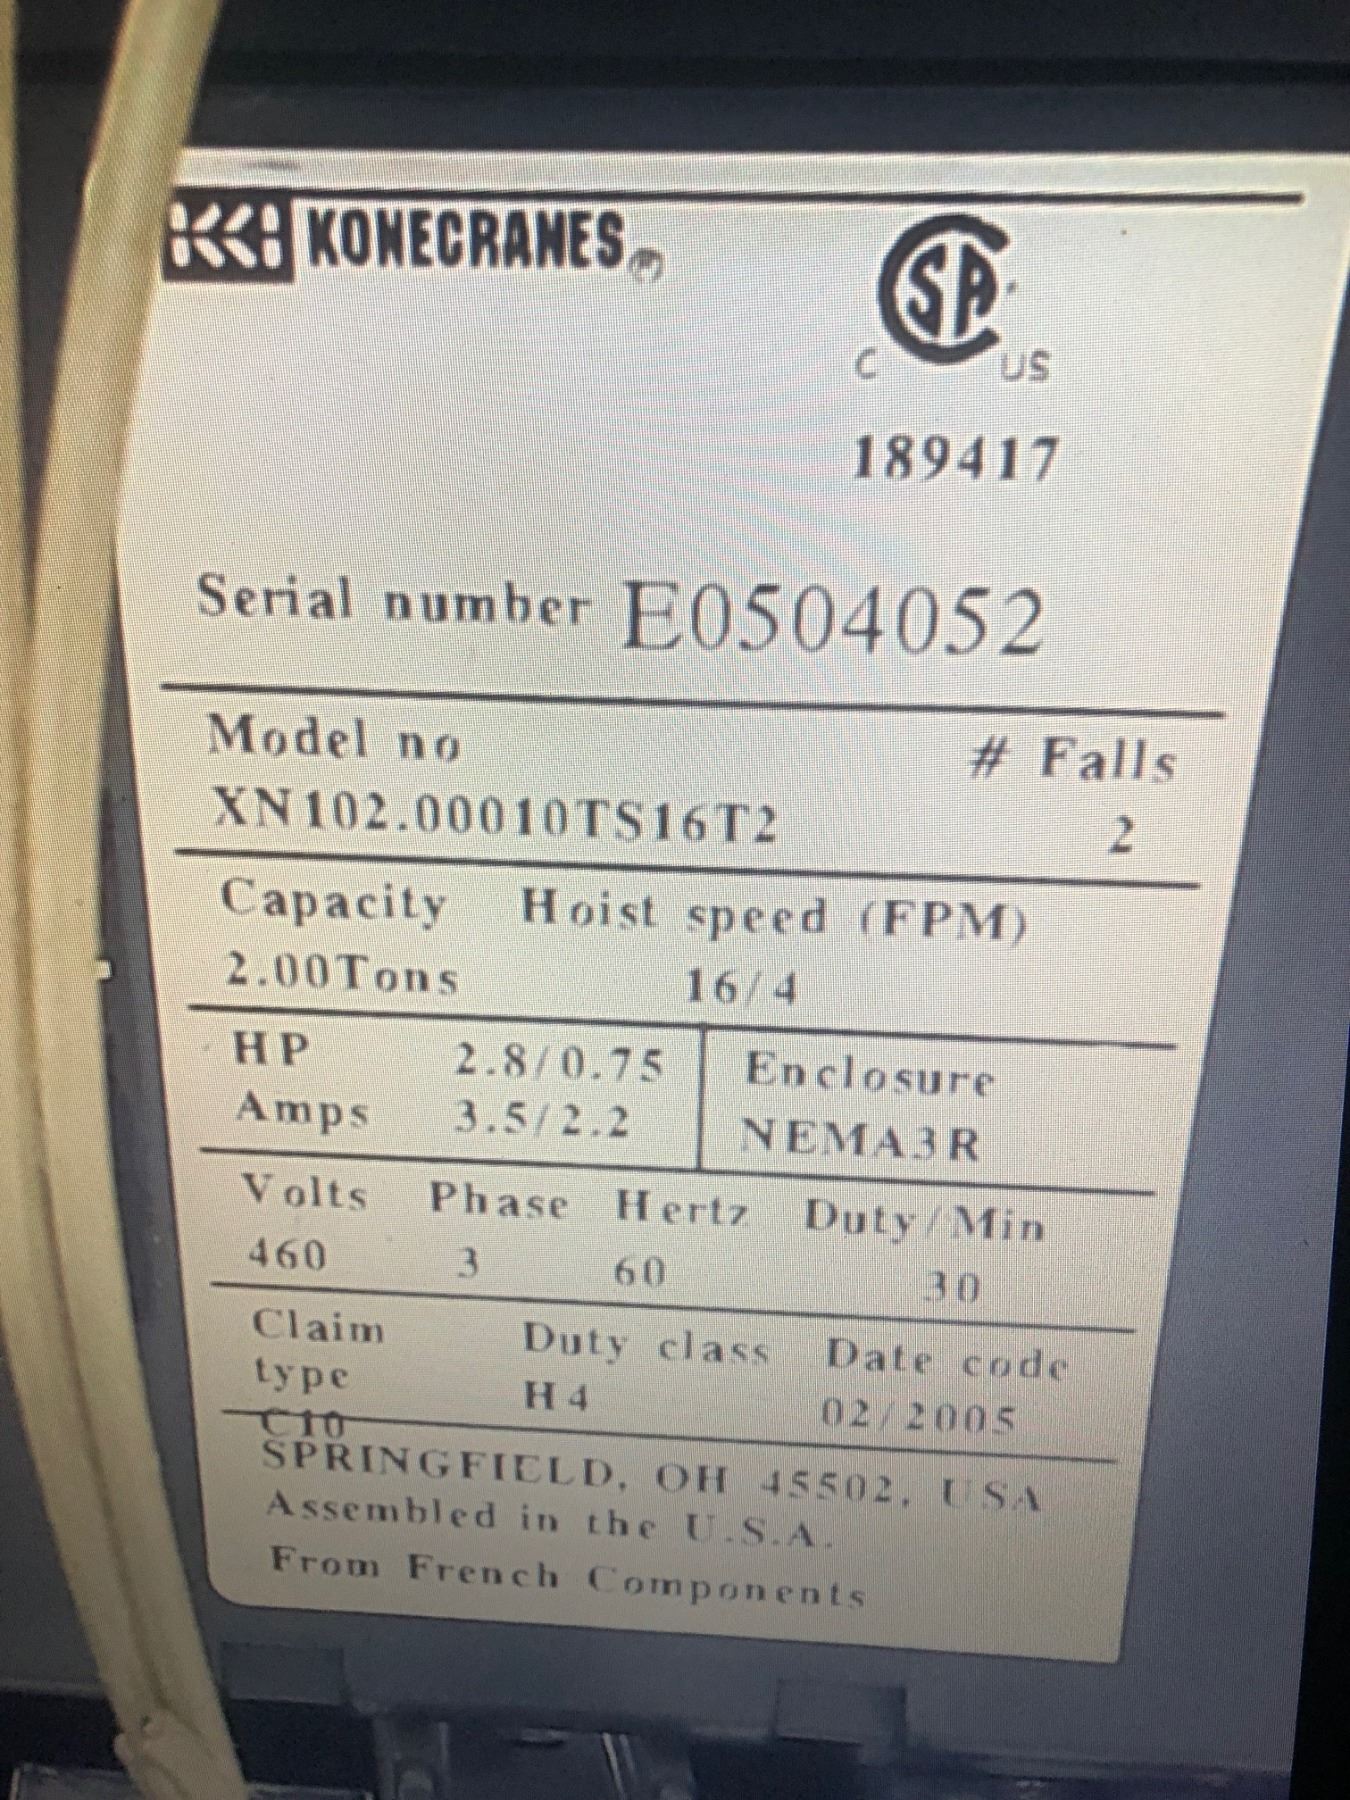 KONECRANES
CSA
C US
189417
Serial number E0504052
Model no # Falls
XN102.00010TS16T2 2
Capacity Hoist speed (FPM)
2.00Tons 16/4
HP 2.8/0.75 Enclosure
Amps 3.5/2.2 NEMA3R
Volts Phase Hertz Duty/Min
460 3 60 30
Claim Duty class Date code
type H4 02/2005
C10
SPRINGFIELD, OH 45502, USA
Assembled in the U.S.A.
From French Components